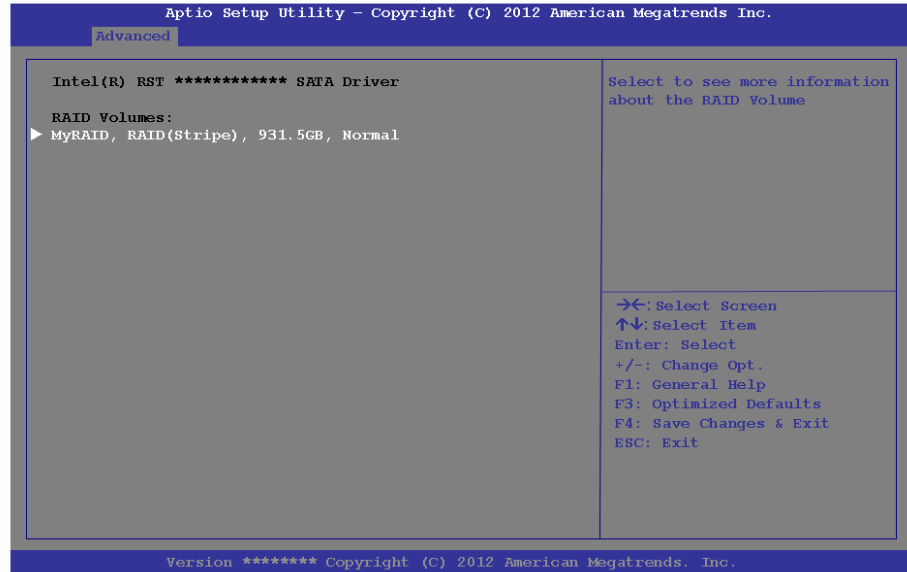 Aptio Setup Utility – Copyright (C) 2012 American Megatrends Inc.
Advanced
Intel(R) RST ************ SATA Driver
RAID Volumes:
MyRAID, RAID(Stripe), 931.5GB, Normal
Select to see more information
about the RAID Volume
→←: Select Screen
↑↓: Select Item
Enter: Select
+/-: Change Opt.
F1: General Help
F3: Optimized Defaults
F4: Save Changes & Exit
ESC: Exit
Version ******** Copyright (C) 2012 American Megatrends. Inc.